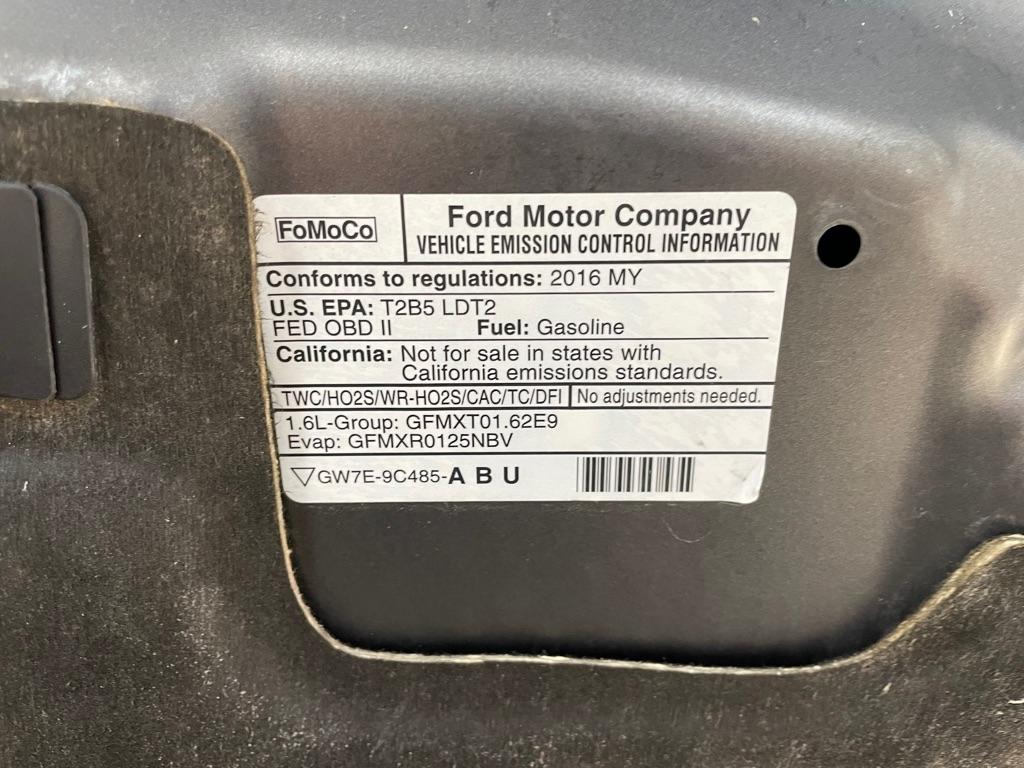 FoMoCo
Ford Motor Company
VEHICLE EMISSION CONTROL INFORMATION
Conforms to regulations: 2016 MY
U.S. EPA: T2B5 LDT2
FED OBD II Fuel: Gasoline
California: Not for sale in states with
California emissions standards.
TWC/HO2S/WR-HO2S/CAC/TC/DFI No adjustments needed.
1.6L-Group: GFMXT01.62E9
Evap: GFMXR0125NBV
GW7E-9C485-A B U